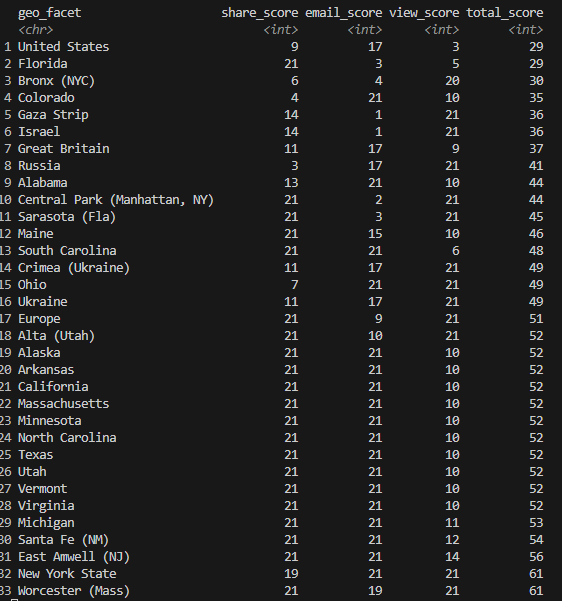 geo_facet share_score email_score view_score total_score
<chr> <int> <int> <int> <int>
1 United States 9 17 3 29
2 Florida 21 3 5 29
3 Bronx (NYC) 6 4 20 30
4 Colorado 4 21 10 35
5 Gaza Strip 14 1 21 36
6 Israel 14 1 21 36
7 Great Britain 11 17 9 37
8 Russia 3 17 21 41
9 Alabama 13 21 10 44
10 Central Park (Manhattan, NY) 21 2 21 44
11 Sarasota (Fla) 21 3 21 45
12 Maine 21 15 10 46
13 South Carolina 21 21 6 48
14 Crimea (Ukraine) 11 17 21 49
15 Ohio 7 21 21 49
16 Ukraine 11 17 21 49
17 Europe 21 9 21 51
18 Alta (Utah) 21 10 21 52
19 Alaska 21 21 10 52
20 Arkansas 21 21 10 52
21 California 21 21 10 52
22 Massachusetts 21 21 10 52
23 Minnesota 21 21 10 52
24 North Carolina 21 21 10 52
25 Texas 21 21 10 52
26 Utah 21 21 10 52
27 Vermont 21 21 10 52
28 Virginia 21 21 10 52
29 Michigan 21 21 11 53
30 Santa Fe (NM) 21 21 12 54
31 East Amwell (NJ) 21 21 14 56
32 New York State 19 21 21 61
33 Worcester (Mass) 21 19 21 61